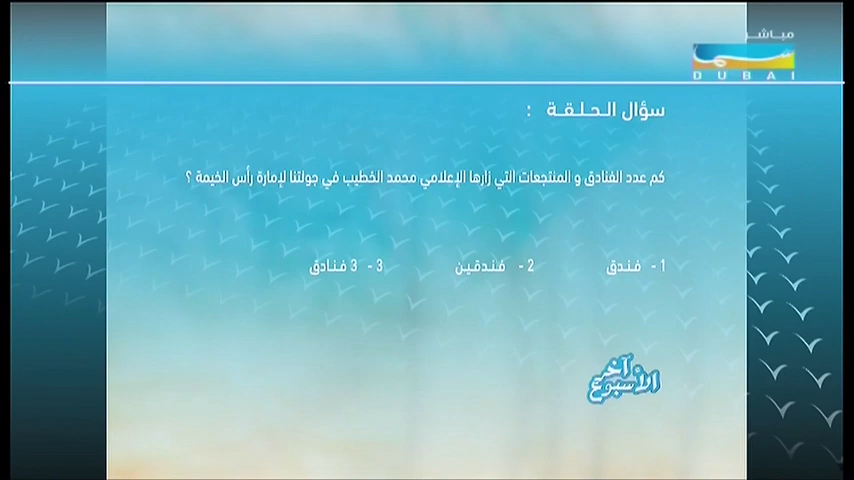 مباشر
سما
DUBAI
سؤال الحلقة :
كم عدد الفنادق و المنتجعات التي زارها الإعلامي محمد الخطيب في جولتنا لإمارة رأس الخيمة ؟
1 - فندق 2 - فندقين 3 - 3 فنادق
آخر
الأسبوع